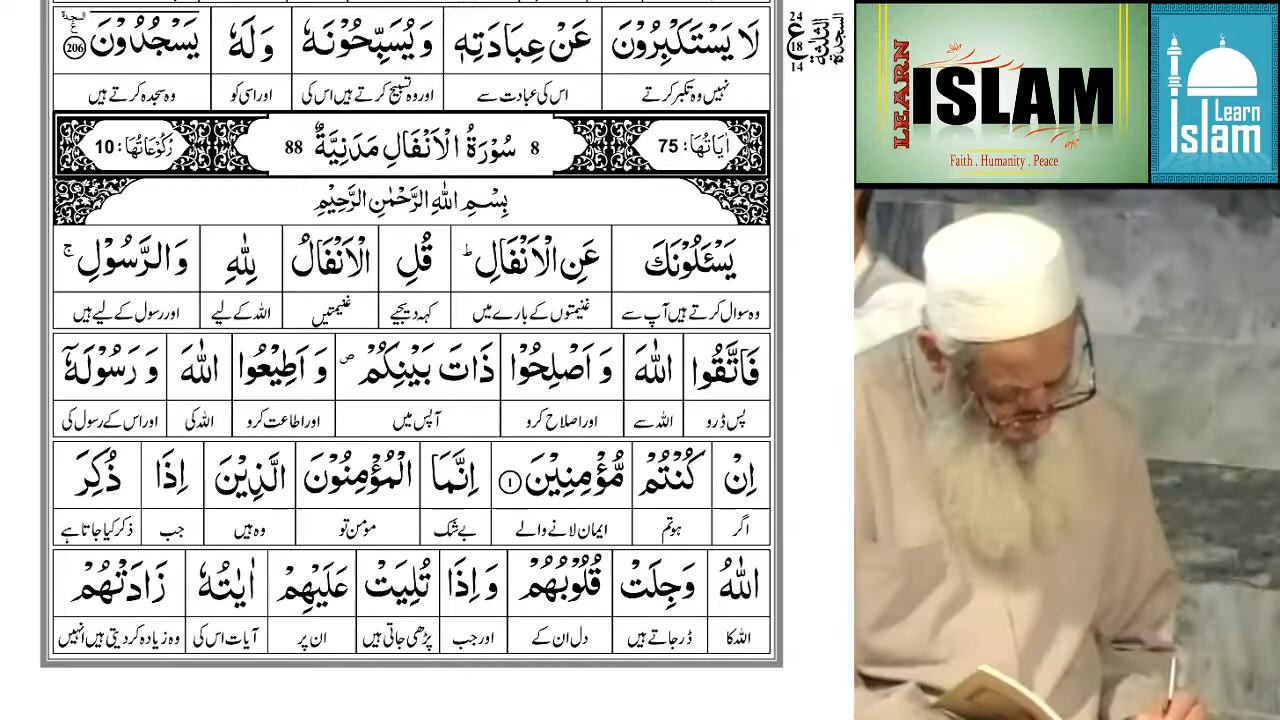 لَا يَسْتَكْبِرُوْنَ عَنْ عِبَادَتِهٖ وَيُسَبِّحُوْنَهٗ وَلَهٗ يَسْجُدُوْنَ ۩ 206
نہیں وہ تکبر کرتے اس کی عبادت سے اور وہ تسبیح کرتے ہیں اس کی اور اسی کو وہ سجدہ کرتے ہیں
اٰيَاتُهَا: 75 8 سُوْرَةُ الْاَنْفَالِ مَدَنِيَّةٌ 88 رُكُوْعَاتُهَا: 10
بِسْمِ اللّٰهِ الرَّحْمٰنِ الرَّحِيْمِ
يَسْـَٔلُوْنَكَ عَنِ الْاَنْفَالِ ؕ قُلِ الْاَنْفَالُ لِلّٰهِ وَالرَّسُوْلِ ۚ
وہ سوال کرتے ہیں آپ سے غنیمتوں کے بارے میں کہہ دیجیے غنیمتیں اللہ کے لیے اور رسول کے لیے ہیں
فَاتَّقُوا اللّٰهَ وَ اَصْلِحُوْا ذَاتَ بَيْنِكُمْ ۪ وَ اَطِيْعُوا اللّٰهَ وَ رَسُوْلَهٗۤ
پس ڈرو اللہ سے اور اصلاح کرو آپس میں اور اطاعت کرو اللہ کی اور اس کے رسول کی
اِنْ كُنْتُمْ مُّؤْمِنِيْنَ ۱ اِنَّمَا الْمُؤْمِنُوْنَ الَّذِيْنَ اِذَا ذُكِرَ
اگر ہو تم ایمان لانے والے بے شک مومن تو وہ ہیں جب ذکر کیا جاتا ہے
اللّٰهُ وَجِلَتْ قُلُوْبُهُمْ وَ اِذَا تُلِيَتْ عَلَيْهِمْ اٰيٰتُهٗ زَادَتْهُمْ
اللہ کا ڈر جاتے ہیں دل ان کے اور جب پڑھی جاتی ہیں ان پر آیات اس کی وہ زیادہ کر دیتی ہیں انہیں
24
ع
18
14
السجدة
LEARN
ISLAM
Faith . Humanity . Peace
Learn
Islam